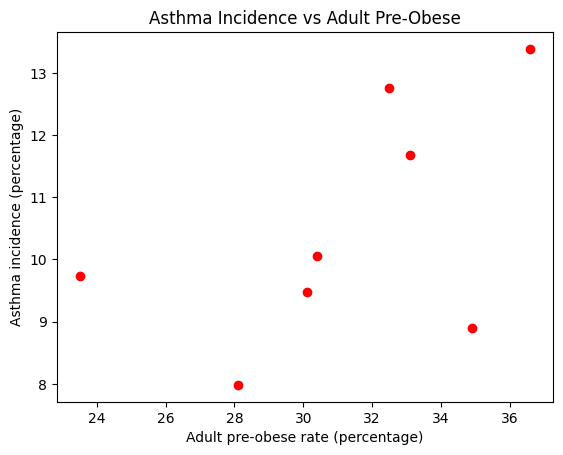 Asthma Incidence vs Adult Pre-Obese
Asthma incidence (percentage)
13
12
11
10
9
8
24 26 28 30 32 34 36
Adult pre-obese rate (percentage)